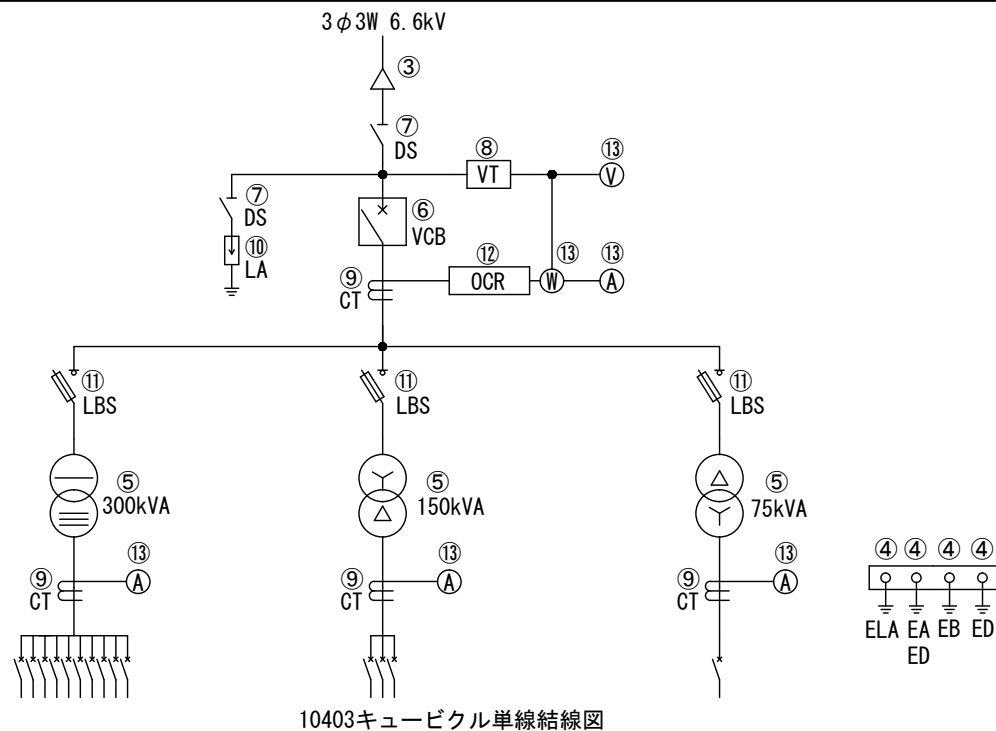 3φ3W 6.6kV
③
⑦
DS
⑧
VT
⑬
V
⑦
DS
⑥
VCB
⑩
LA
⑨
CT
⑫
OCR
⑬
W
⑬
A
⑪
LBS
⑪
LBS
⑪
LBS
⑤
300kVA
⑤
150kVA
⑤
75kVA
⑨
CT
⑬
A
⑨
CT
⑬
A
⑨
CT
⑬
A
④ ④ ④ ④
ELA EA EB ED
ED
10403キュービクル単線結線図